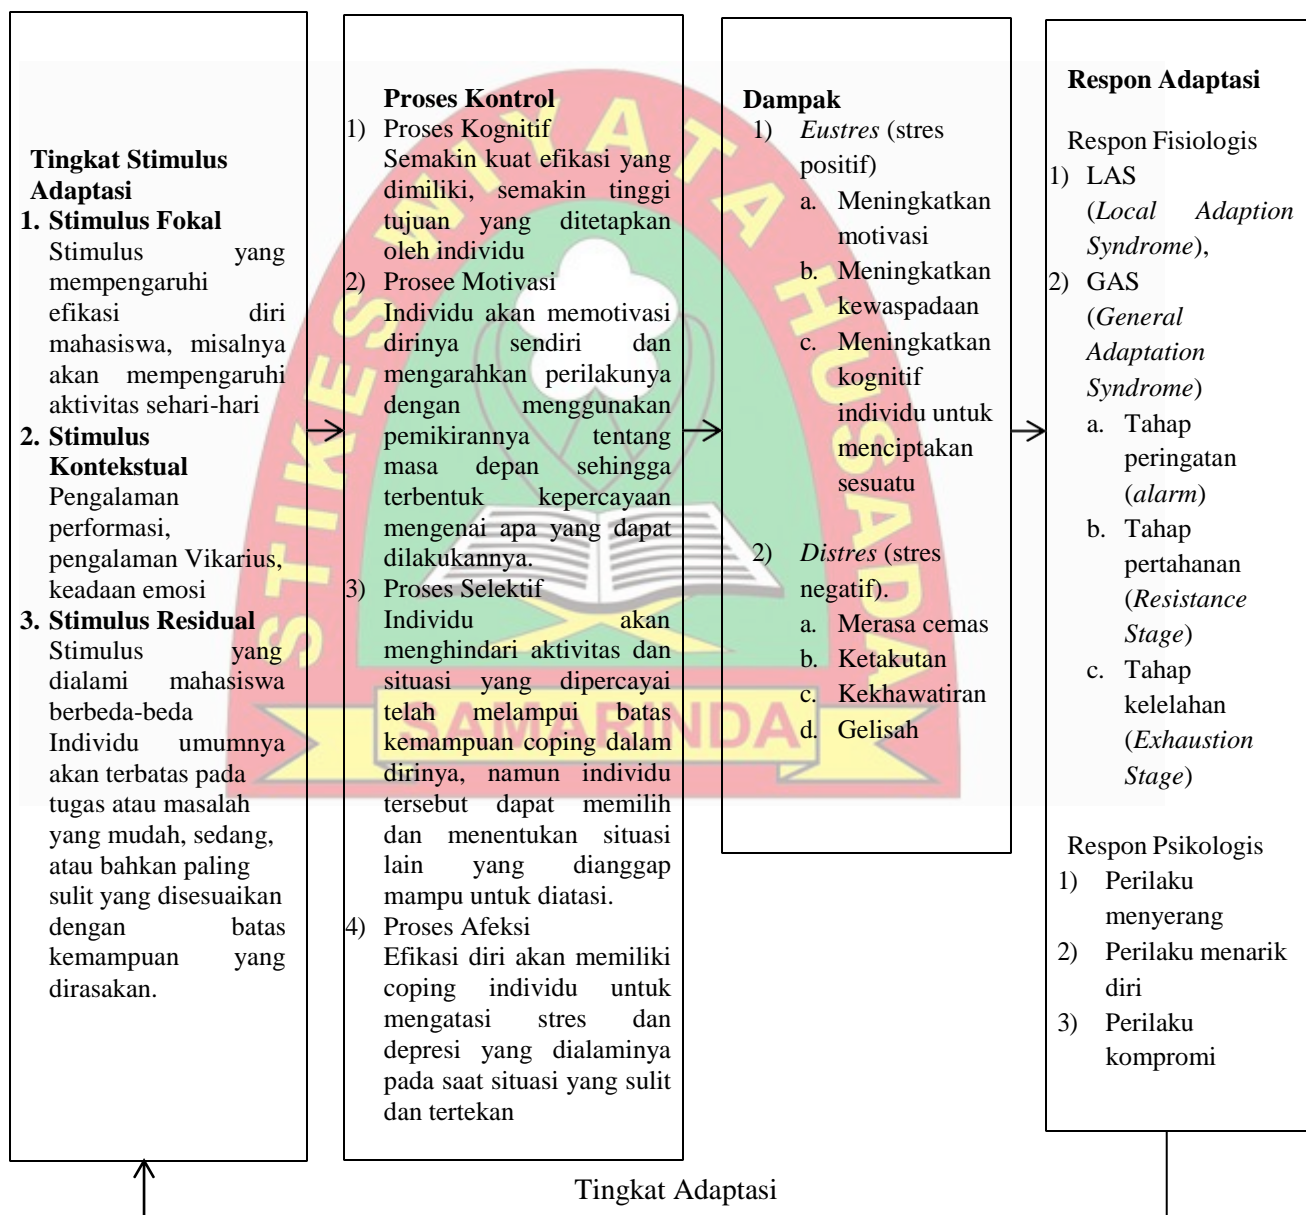 Tingkat Stimulus
Adaptasi
1. Stimulus Fokal
Stimulus yang
mempengaruhi
efikasi diri
mahasiswa, misalnya
akan mempengaruhi
aktivitas sehari-hari
2. Stimulus
Kontekstual
Pengalaman
performasi,
pengalaman Vikarius,
keadaan emosi
3. Stimulus Residual
Stimulus yang
dialami mahasiswa
berbeda-beda
Individu umumnya
akan terbatas pada
tugas atau masalah
yang mudah, sedang,
atau bahkan paling
sulit yang disesuaikan
dengan batas
kemampuan yang
dirasakan.
Proses Kontrol
1) Proses Kognitif
Semakin kuat efikasi yang
dimiliki, semakin tinggi
tujuan yang ditetapkan
oleh individu
2) Prosee Motivasi
Individu akan memotivasi
dirinya sendiri dan
mengarahkan perilakunya
dengan menggunakan
pemikirannya tentang
masa depan sehingga
terbentuk kepercayaan
mengenai apa yang dapat
dilakukannya.
3) Proses Selektif
Individu akan
menghindari aktivitas dan
situasi yang dipercayai
telah melampui batas
kemampuan coping dalam
dirinya, namun individu
tersebut dapat memilih
dan menentukan situasi
lain yang dianggap
mampu untuk diatasi.
4) Proses Afeksi
Efikasi diri akan memiliki
coping individu untuk
mengatasi stres dan
depresi yang dialaminya
pada saat situasi yang sulit
dan tertekan
Dampak
1) Eustres (stres
positif)
a. Meningkatkan
motivasi
b. Meningkatkan
kewaspadaan
c. Meningkatkan
kognitif
individu untuk
menciptakan
sesuatu
2) Distres (stres
negatif).
a. Merasa cemas
b. Ketakutan
c. Kekhawatiran
d. Gelisah
Respon Adaptasi
Respon Fisiologis
1) LAS
(Local Adaption
Syndrome),
2) GAS
(General
Adaptation
Syndrome)
a. Tahap
peringatan
(alarm)
b. Tahap
pertahanan
(Resistance
Stage)
c. Tahap
kelelahan
(Exhaustion
Stage)
Respon Psikologis
1) Perilaku
menyerang
2) Perilaku menarik
diri
3) Perilaku
kompromi
Tingkat Adaptasi
STIKES WIYATA HUSADA
SAMARINDA